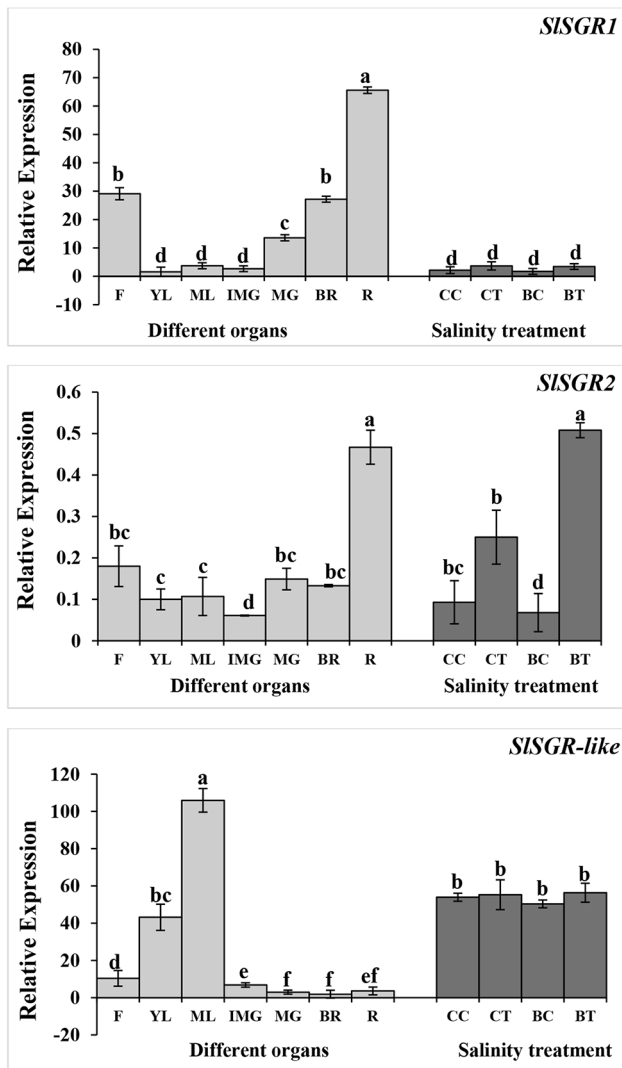 SlSGR1
80
70
60
50
40
30
20
10
0
-10
Relative Expression
b d d d c b a d d d d
F YL ML IMG MG BR R CC CT BC BT
Different organs Salinity treatment
SlSGR2
0.6
0.5
0.4
0.3
0.2
0.1
0
Relative Expression
bc c c d bc bc a bc b d a
F YL ML IMG MG BR R CC CT BC BT
Different organs Salinity treatment
SlSGR-like
120
100
80
60
40
20
0
-20
Relative Expression
d bc a e f f ef b b b b
F YL ML IMG MG BR R CC CT BC BT
Different organs Salinity treatment